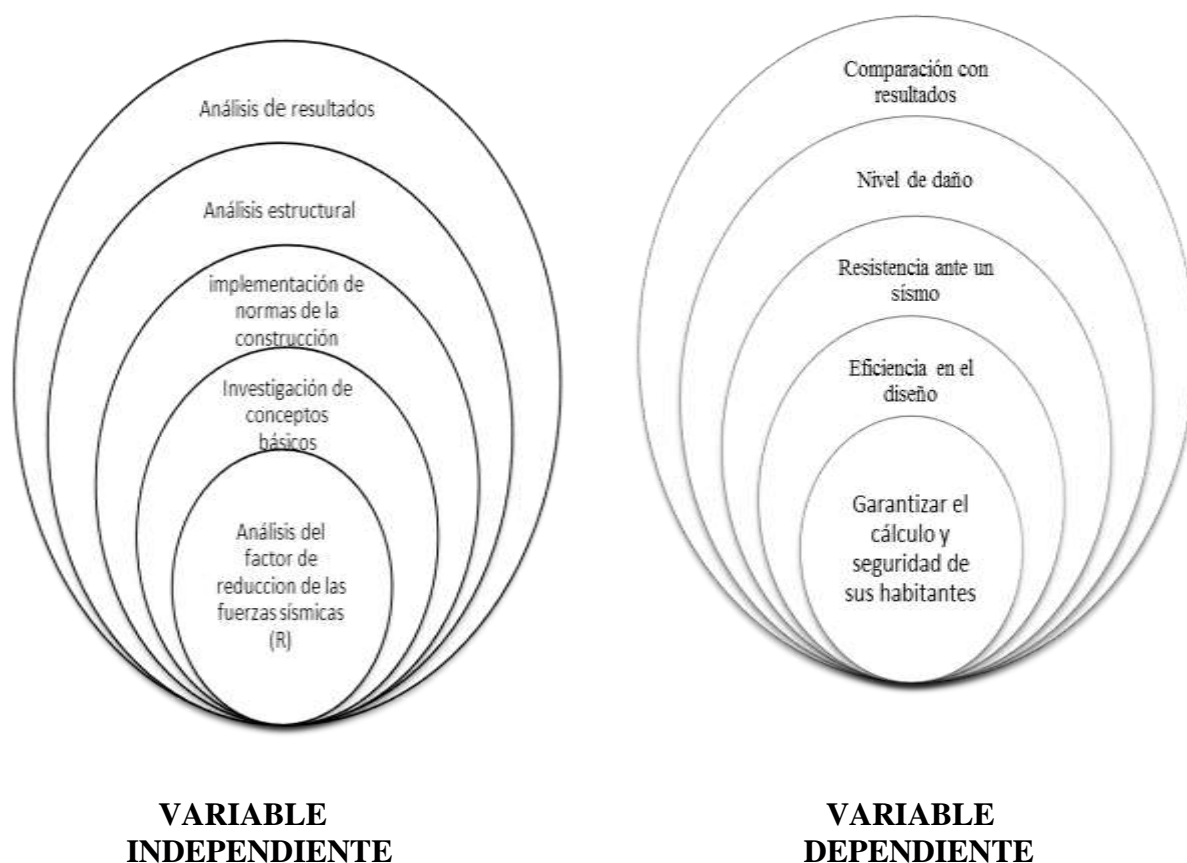 Análisis de resultados
Análisis estructural
implementación de
normas de la
construcción
Investigación de
conceptos
básicos
Análisis del
factor de
reduccion de las
fuerzas sísmicas
(R)
VARIABLE
INDEPENDIENTE
Comparación con
resultados
Nivel de daño
Resistencia ante un
sísmo
Eficiencia en el
diseño
Garantizar el
cálculo y
seguridad de
sus habitantes
VARIABLE
DEPENDIENTE